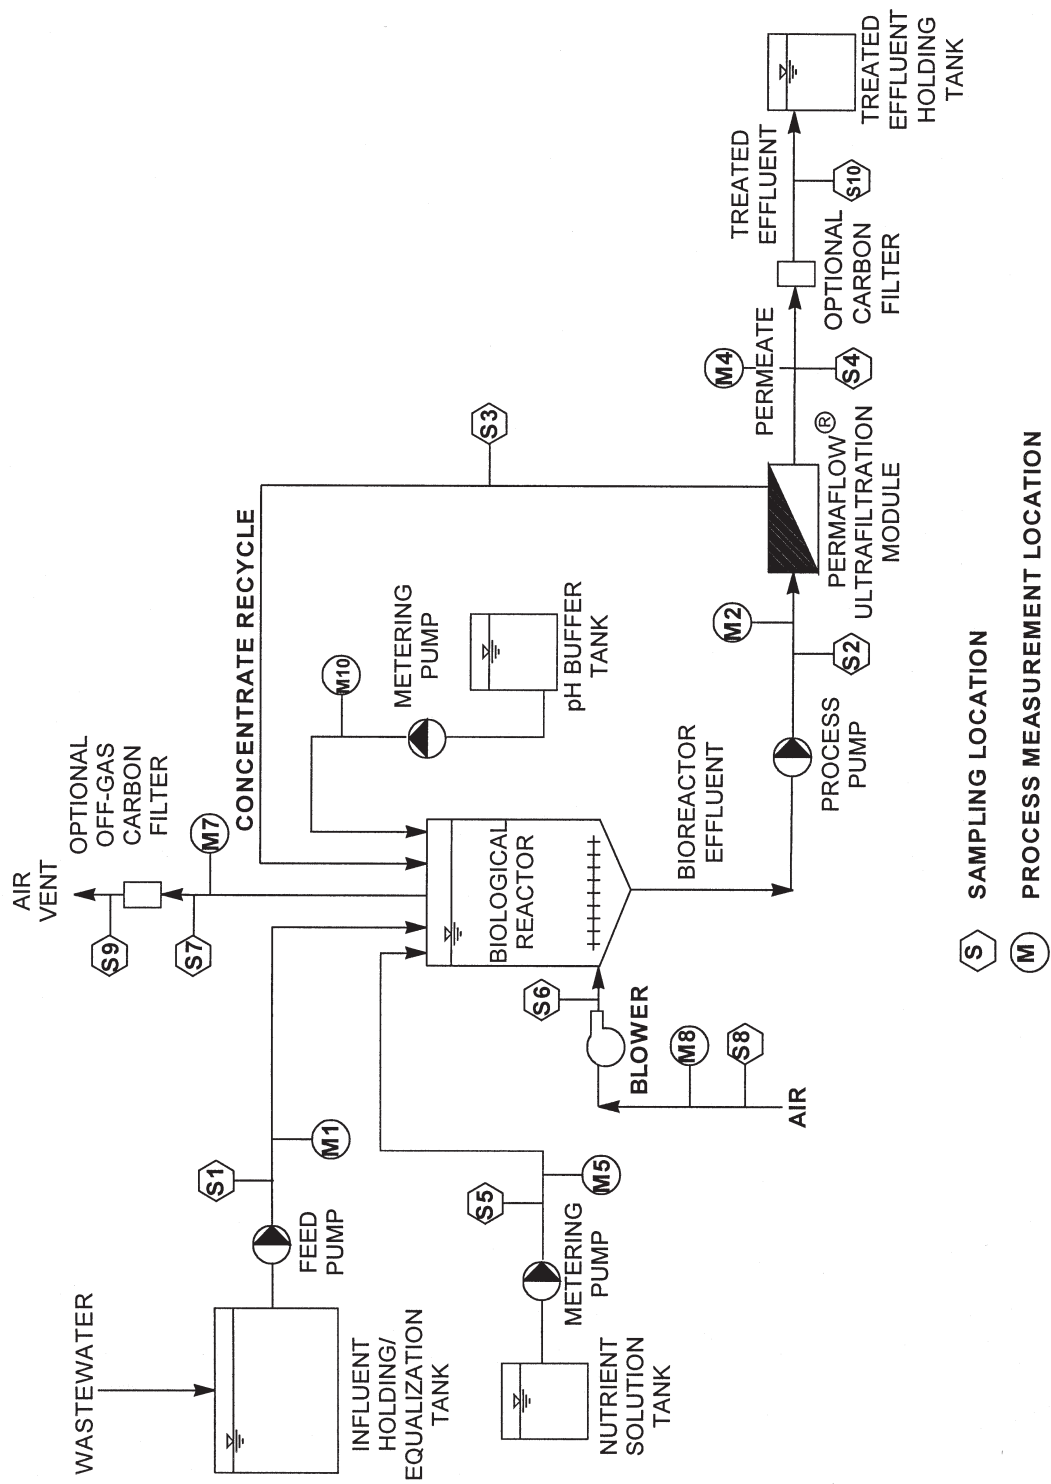 AIR
VENT
OPTIONAL
OFF-GAS
CARBON
FILTER
S9
S7
M7
CONCENTRATE RECYCLE
WASTEWATER
INFLUENT
HOLDING/
EQUALIZATION
TANK
FEED
PUMP
S1
M1
M10
METERING
PUMP
pH BUFFER
TANK
S3
NUTRIENT
SOLUTION
TANK
METERING
PUMP
S5
M5
BIOLOGICAL
REACTOR
S6
BLOWER
M8
S8
AIR
BIOREACTOR
EFFLUENT
PROCESS
PUMP
M2
S2
PERMAFLOW®
ULTRAFILTRATION
MODULE
M4
PERMEATE
S4
OPTIONAL
CARBON
FILTER
TREATED
EFFLUENT
S10
TREATED
EFFLUENT
HOLDING
TANK
S SAMPLING LOCATION
M PROCESS MEASUREMENT LOCATION